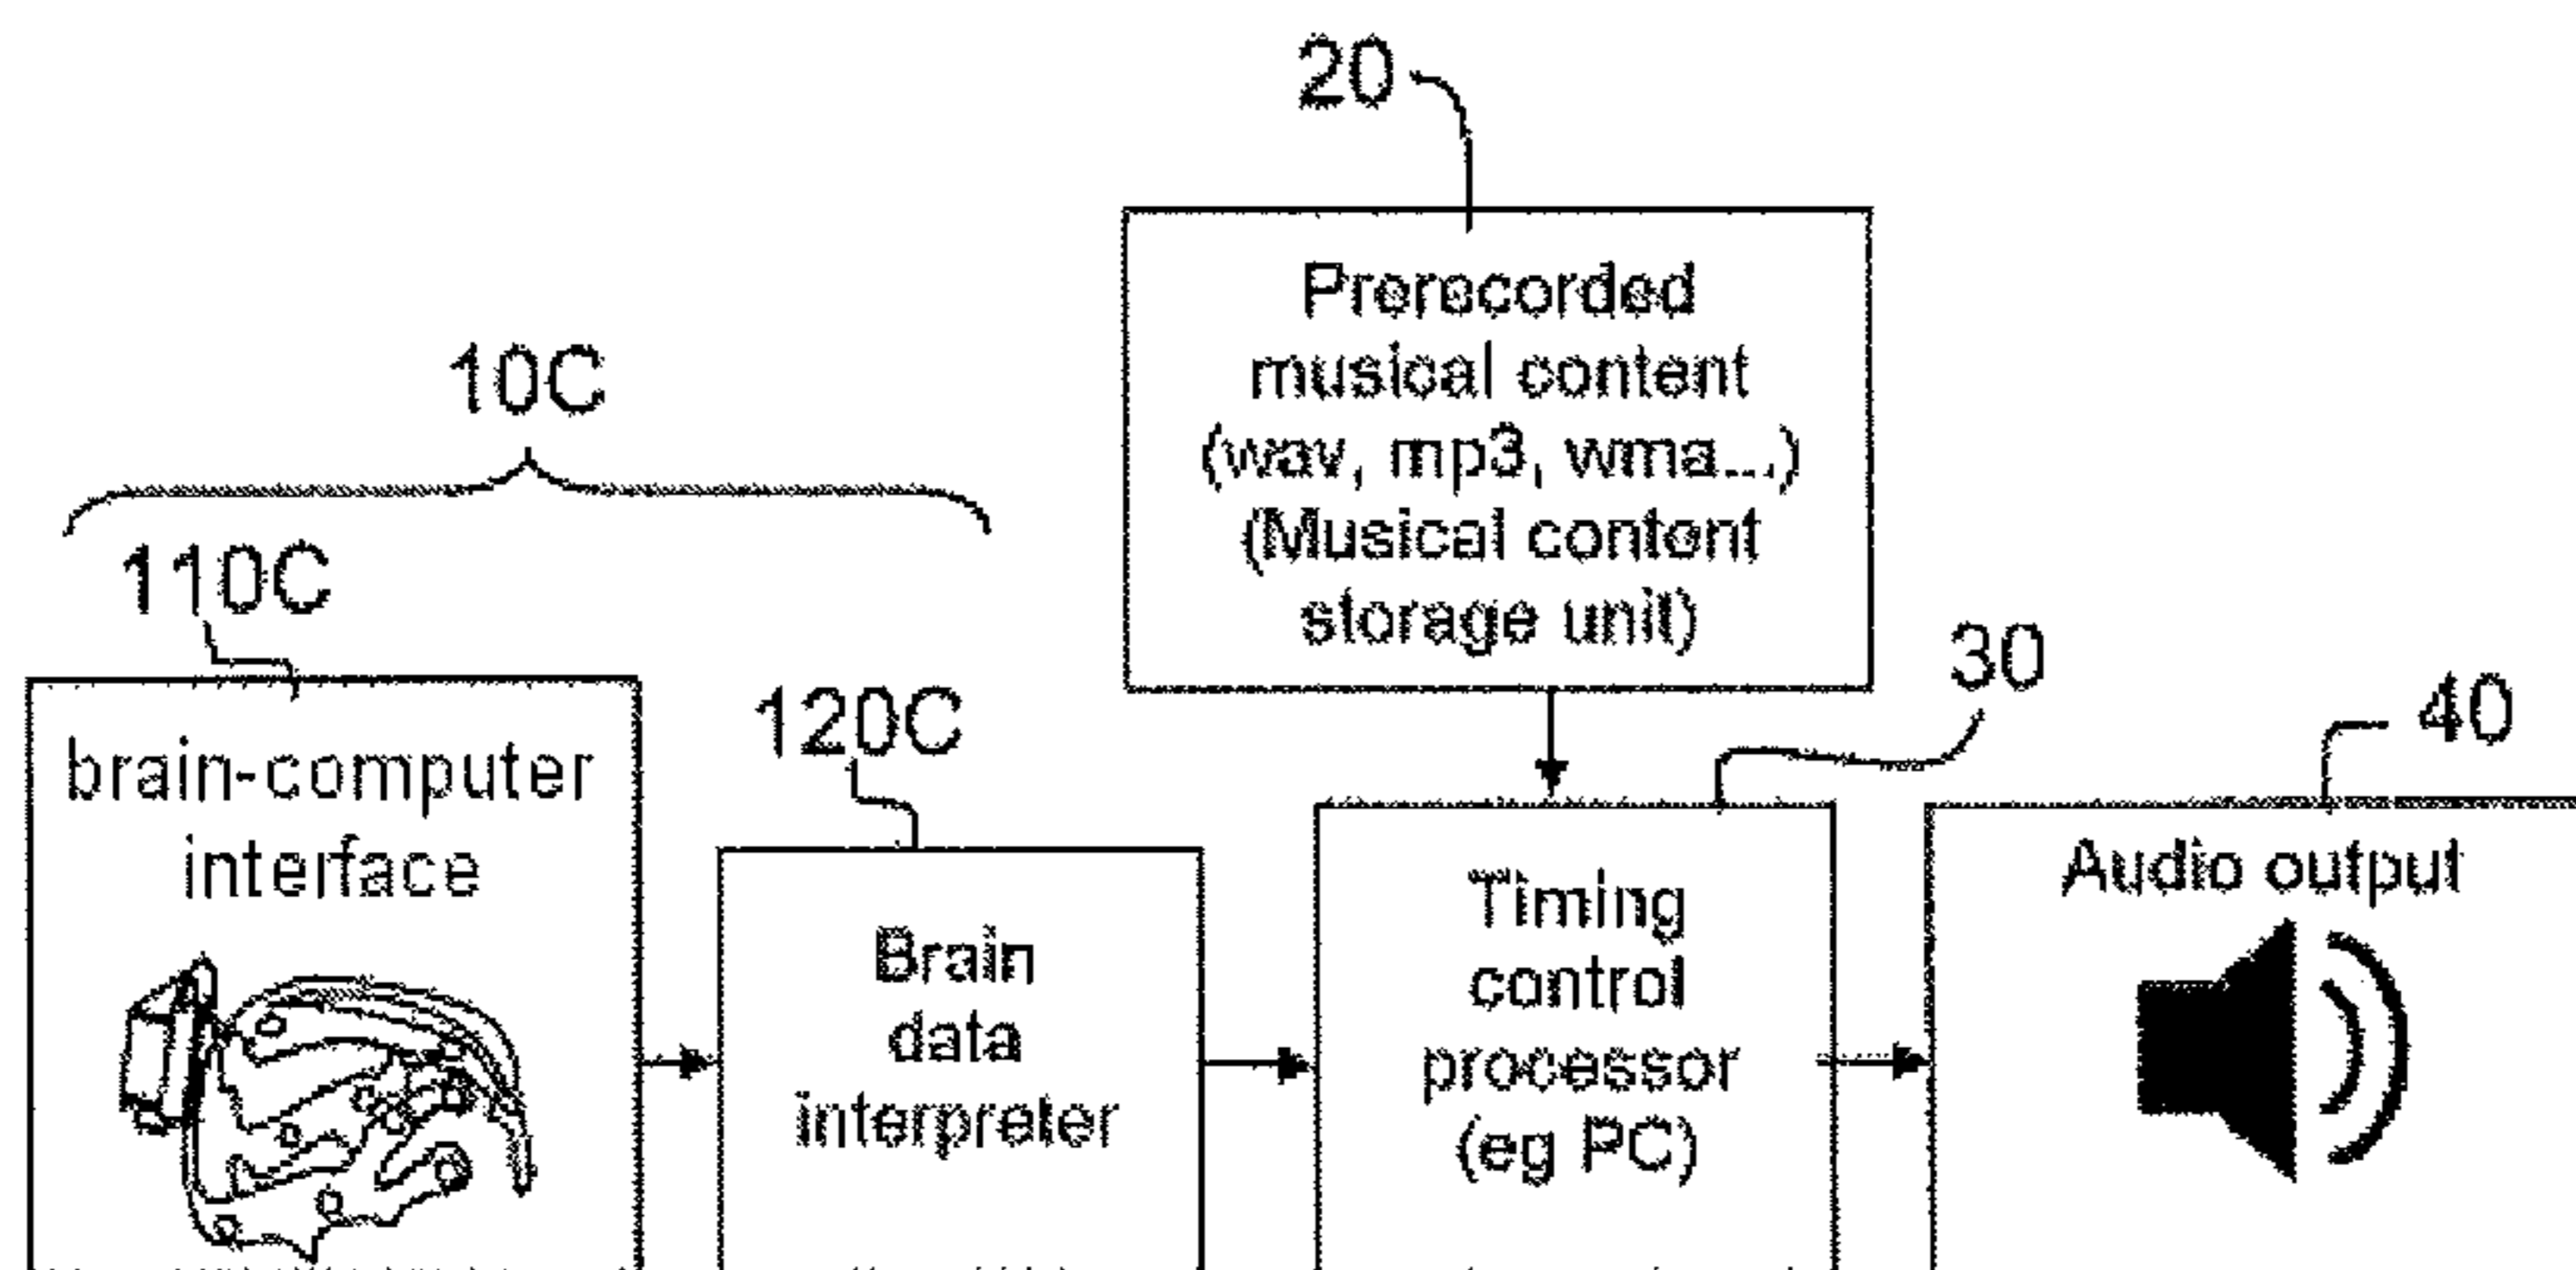 20
Prerecorded
musical content
(wav, mp3, wma...)
(Musical content
storage unit)
10C
110C
brain-computer
interface
120C
Brain
data
interpreter
30
Timing
control
processor
(eg PC)
40
Audio output